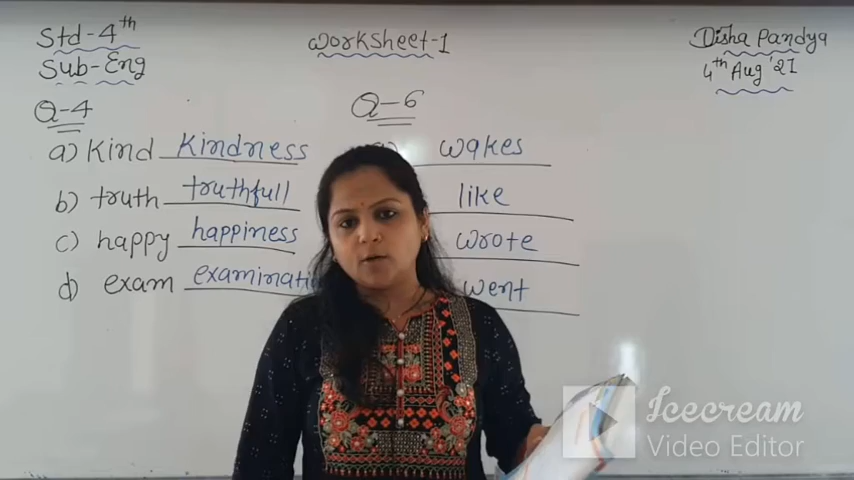 Std-4th
Sub-Eng
Worksheet-1
Disha Pandya
4th Aug '21
Q-4
a) Kind kindness
b) truth truthfull
c) happy happiness
d) exam
Q-6
wakes
like
wrote
went
Icecream
Video Editor